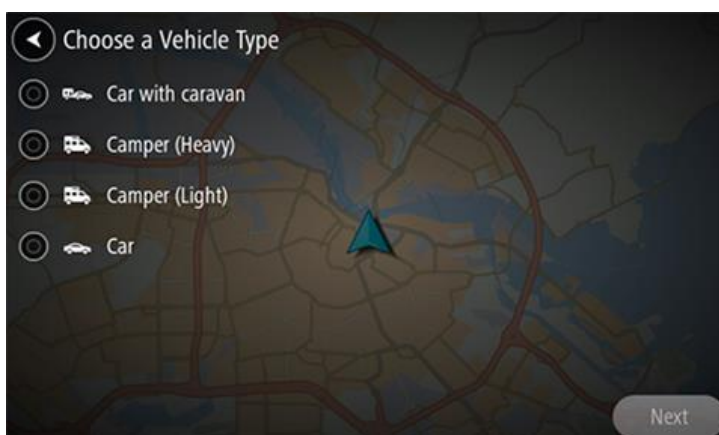 Choose a Vehicle Type
Car with caravan
Camper (Heavy)
Camper (Light)
Car
Next